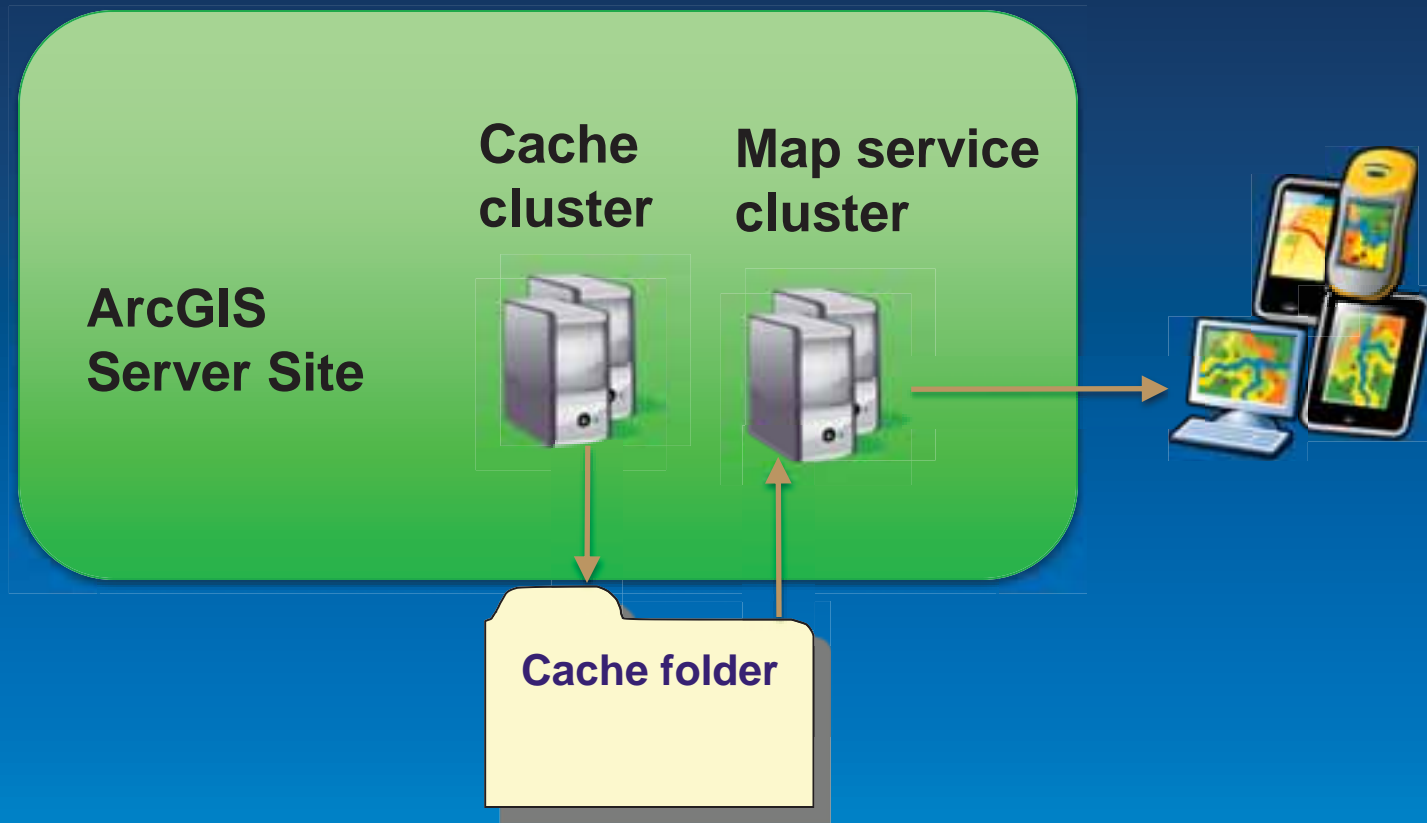 Cache
cluster
Map service
cluster
ArcGIS
Server Site
Cache folder